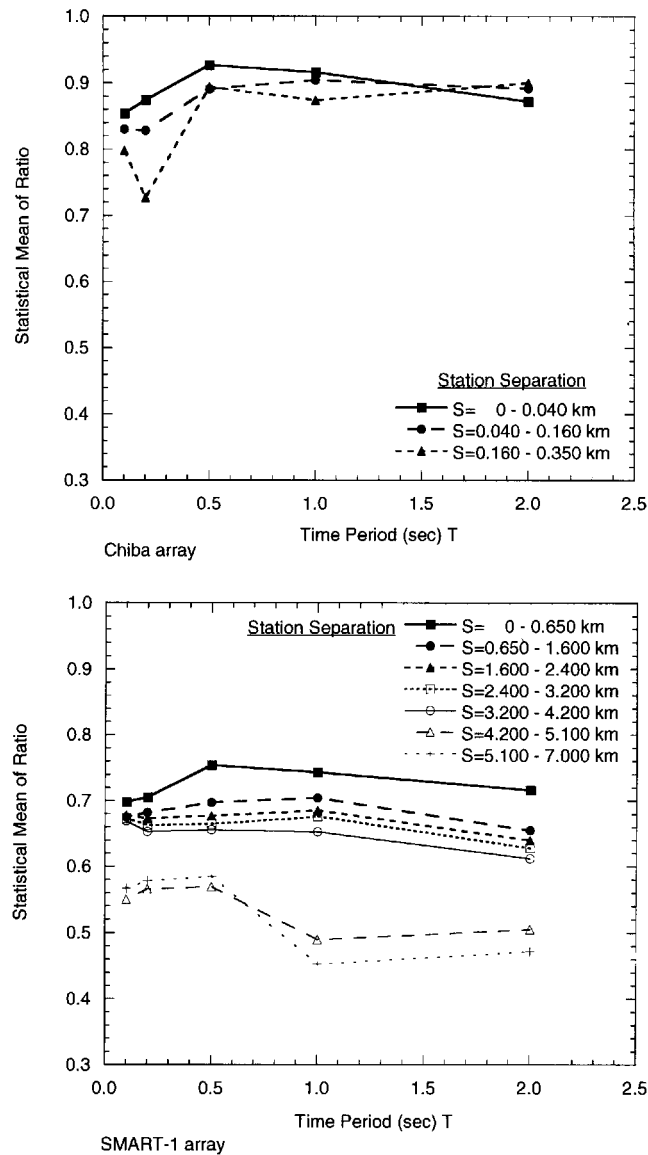 1.0
0.9
0.8
0.7
0.6
0.5
0.4
0.3
Statistical Mean of Ratio
Station Separation
S= 0 - 0.040 km
S=0.040 - 0.160 km
S=0.160 - 0.350 km
0.0 0.5 1.0 1.5 2.0 2.5
Time Period (sec) T
Chiba array
1.0
0.9
0.8
0.7
0.6
0.5
0.4
0.3
Statistical Mean of Ratio
Station Separation
S= 0 - 0.650 km
S=0.650 - 1.600 km
S=1.600 - 2.400 km
S=2.400 - 3.200 km
S=3.200 - 4.200 km
S=4.200 - 5.100 km
S=5.100 - 7.000 km
0.0 0.5 1.0 1.5 2.0 2.5
Time Period (sec) T
SMART-1 array